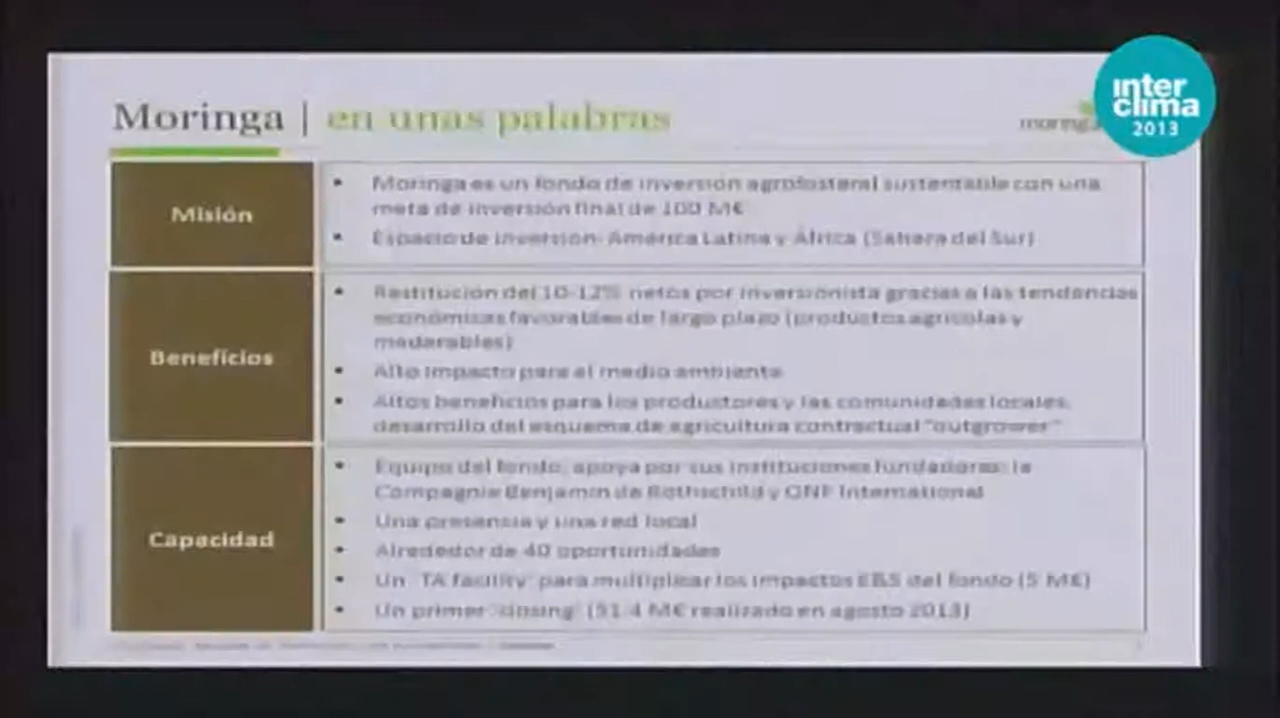 inter
clima
2013
Moringa | en unas palabras
moringa
Misión
• Moringa es un fondo de inversión agroforestal sustentable con una
meta de inversión final de 100 M€
• Espacio de inversión: América Latina y África (Sahara del Sur)
Beneficios
• Restitución del 10-12% netos por inversionista gracias a las tendencias
económicas favorables de largo plazo (productos agrícolas y
maderables)
• Alto impacto para el medio ambiente
• Altos beneficios para los productores y las comunidades locales,
desarrollo del esquema de agricultura contractual "outgrower"
Capacidad
• Equipo del fondo, apoya por sus instituciones fundadoras: la
Compagnie Benjamin de Rothschild y ONF International
• Una presencia y una red local
• Alrededor de 40 oportunidades
• Un "TA facility" para multiplicar los impactos E&S del fondo (5 M€)
• Un primer "closing" (51.4 M€ realizado en agosto 2013)